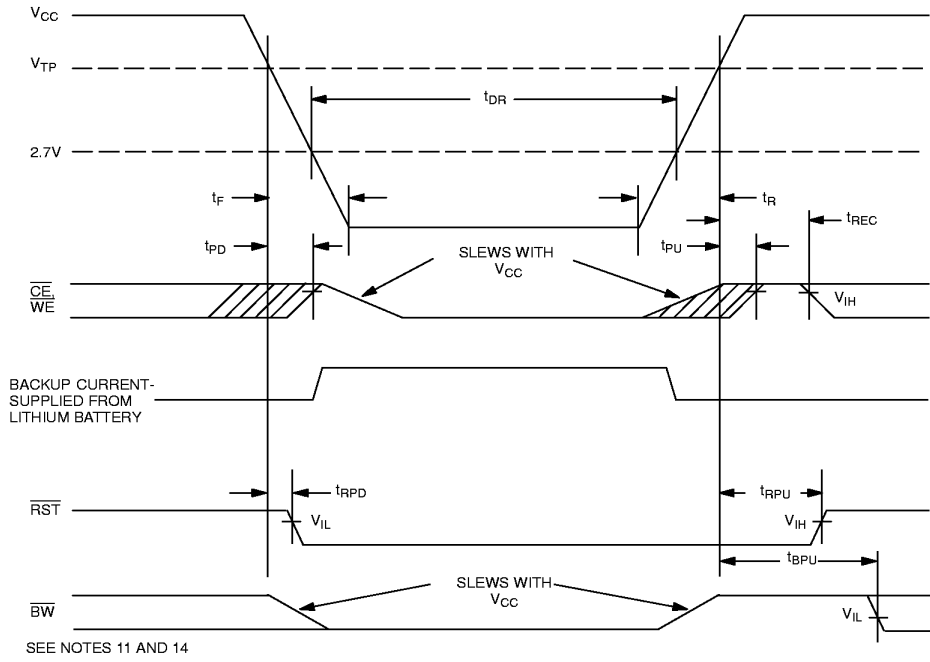 VCC
VTP
tDR
2.7V
tF
tR
tREC
tPD
SLEWS WITH
VCC
tPU
CE,
WE
VIH
BACKUP CURRENT-
SUPPLIED FROM
LITHIUM BATTERY
tRPD
tRPU
RST
VIL
VIH
tBPU
SLEWS WITH
VCC
BW
VIL
SEE NOTES 11 AND 14